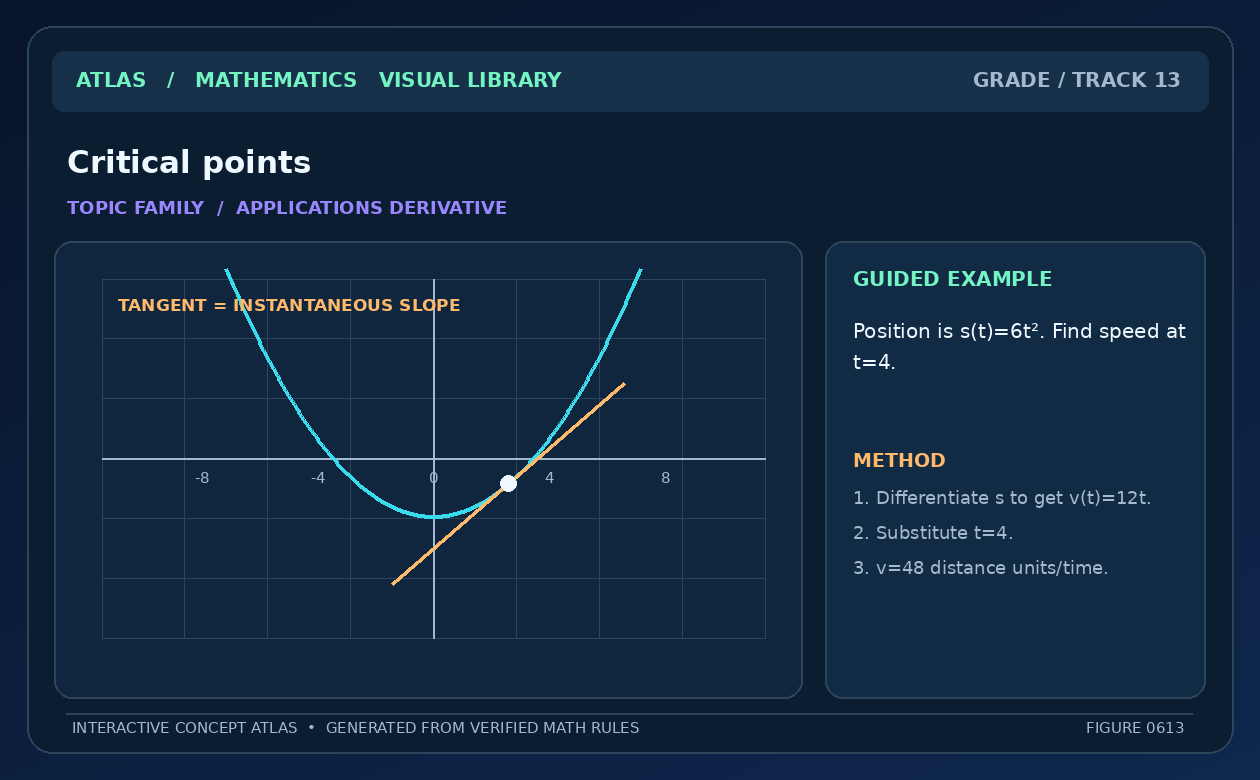 ATLAS / MATHEMATICS VISUAL LIBRARY
GRADE / TRACK 13
Critical points
TOPIC FAMILY / APPLICATIONS DERIVATIVE
TANGENT = INSTANTANEOUS SLOPE
-8 -4 0 4 8
GUIDED EXAMPLE
Position is s(t)=6t². Find speed at
t=4.
METHOD
1. Differentiate s to get v(t)=12t.
2. Substitute t=4.
3. v=48 distance units/time.
INTERACTIVE CONCEPT ATLAS • GENERATED FROM VERIFIED MATH RULES
FIGURE 0613